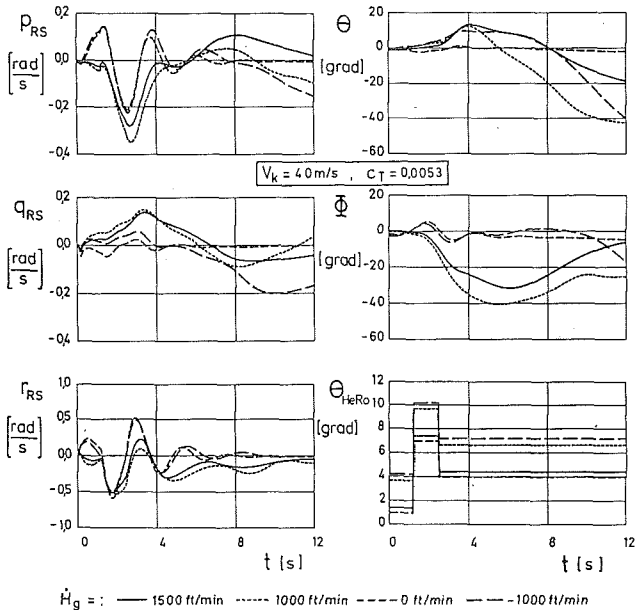 p_RS
[rad/s]
0,2
0,0
-0,2
-0,4
Θ
[grad]
20
0
-20
-40
-60
V_k = 40 m/s , C_T = 0,0053
q_RS
[rad/s]
0,2
0,0
-0,2
-0,4
Φ
[grad]
20
0
-20
-40
-60
r_RS
[rad/s]
1,0
0,5
0,0
-0,5
-1,0
0 4 8 12
t [s]
Θ_HeRo
[grad]
12
10
8
6
4
2
0
0 4 8 12
t [s]
Ḣ_g = : 1500 ft/min 1000 ft/min 0 ft/min -1000 ft/min